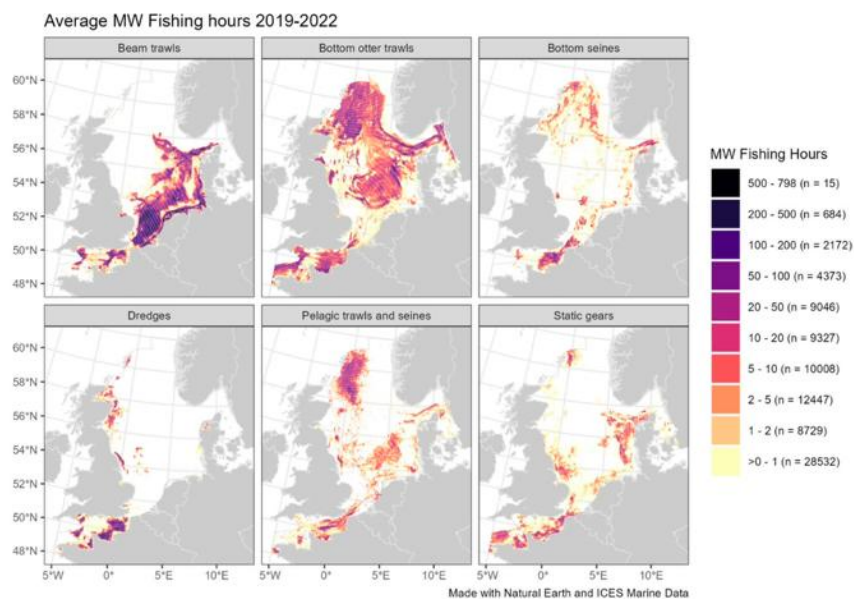 Average MW Fishing hours 2019-2022
Beam trawls
Bottom otter trawls
Bottom seines
60°N
58°N
56°N
54°N
52°N
50°N
48°N
Dredges
Pelagic trawls and seines
Static gears
60°N
58°N
56°N
54°N
52°N
50°N
48°N
5°W 0°E 5°E 10°E
5°W 0°E 5°E 10°E
5°W 0°E 5°E 10°E
MW Fishing Hours
500 - 798 (n = 15)
200 - 500 (n = 684)
100 - 200 (n = 2172)
50 - 100 (n = 4373)
20 - 50 (n = 9046)
10 - 20 (n = 9327)
5 - 10 (n = 10008)
2 - 5 (n = 12447)
1 - 2 (n = 8729)
>0 - 1 (n = 28532)
Made with Natural Earth and ICES Marine Data